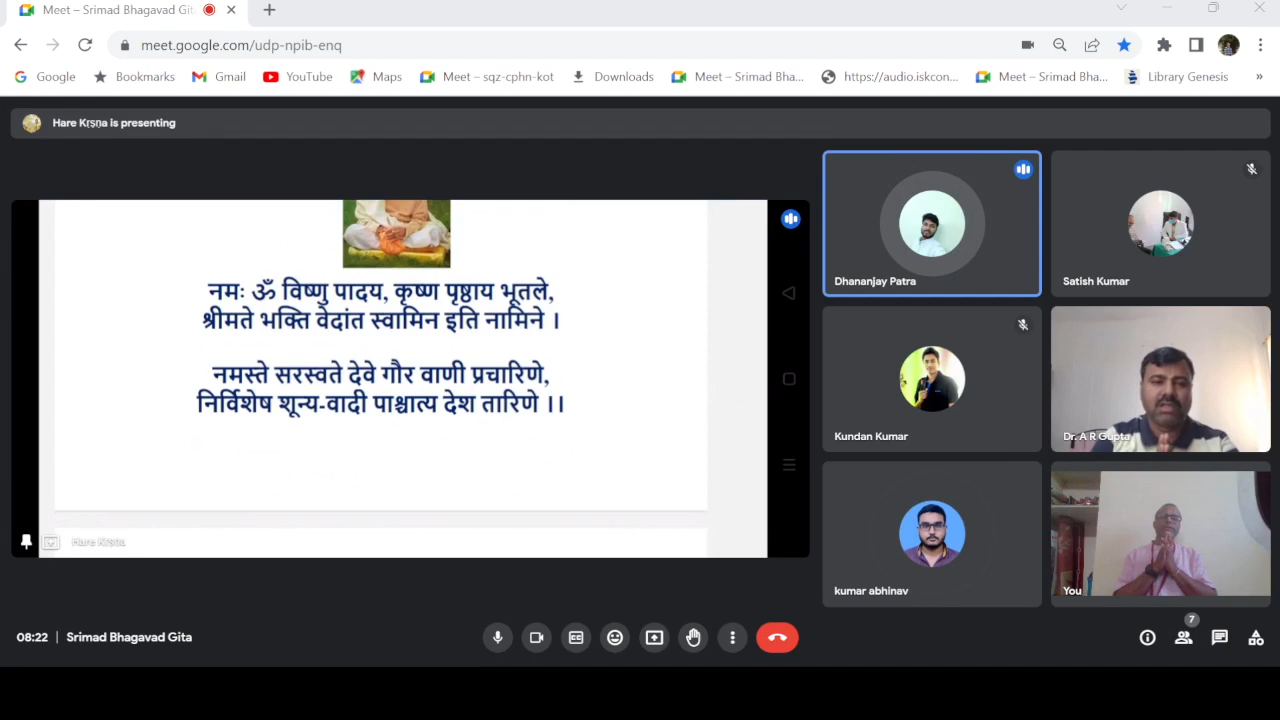 Meet – Srimad Bhagavad Git
meet.google.com/udp-npib-enq
Google Bookmarks Gmail YouTube Maps Meet – sqz-cphn-kot Downloads Meet – Srimad Bha... https://audio.iskcon... Meet – Srimad Bha... Library Genesis »
Hare Kṛṣṇa is presenting
नमः ॐ विष्णु पादय, कृष्ण पृष्ठाय भूतले,
श्रीमते भक्ति वेदांत स्वामिन इति नामिने ।
नमस्ते सरस्वते देवे गौर वाणी प्रचारिणे,
निर्विशेष शून्य-वादी पाश्चात्य देश तारिणे ।।
Hare Kṛṣṇa
Dhananjay Patra
Satish Kumar
Kundan Kumar
Dr. A R Gupta
kumar abhinav
You
08:22 | Srimad Bhagavad Gita
7